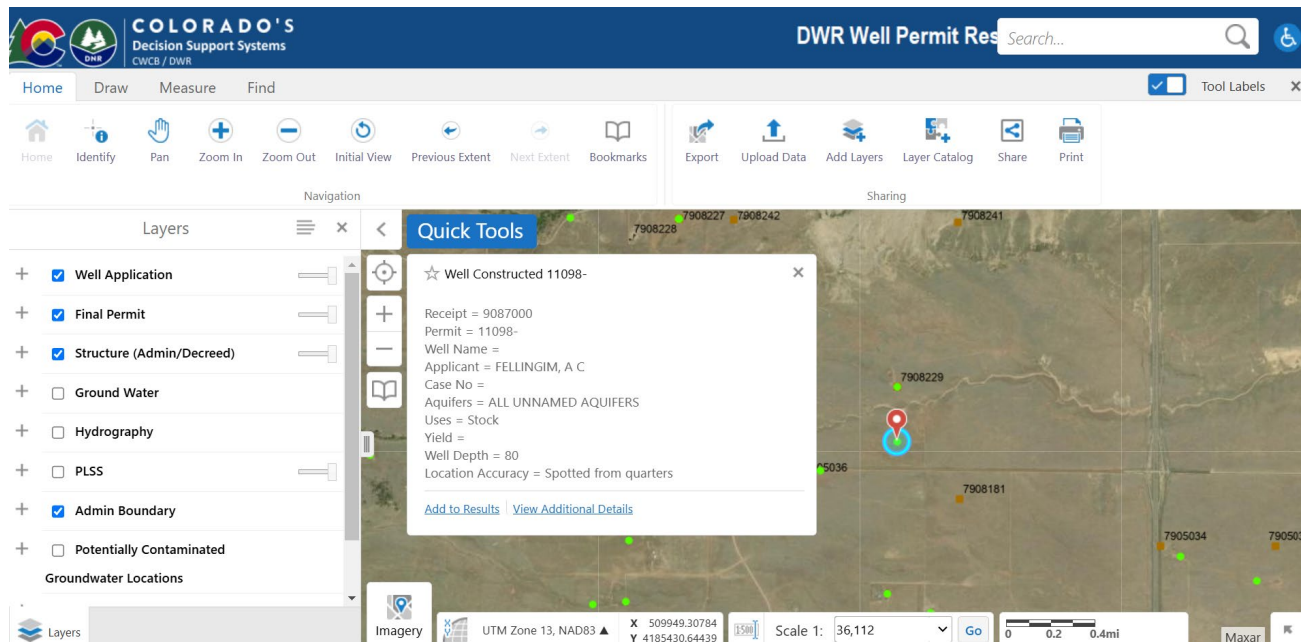 COLORADO'S
Decision Support Systems
CWCB / DWR
DNR
DWR Well Permit Res
Search...
Home Draw Measure Find
Tool Labels
Home Identify Pan Zoom In Zoom Out Initial View Previous Extent Next Extent Bookmarks
Export Upload Data Add Layers Layer Catalog Share Print
Navigation
Sharing
Layers
Well Application
Final Permit
Structure (Admin/Decreed)
Ground Water
Hydrography
PLSS
Admin Boundary
Potentially Contaminated
Groundwater Locations
Layers
Quick Tools
Well Constructed 11098-
Receipt = 9087000
Permit = 11098-
Well Name =
Applicant = FELLINGIM, A C
Case No =
Aquifers = ALL UNNAMED AQUIFERS
Uses = Stock
Yield =
Well Depth = 80
Location Accuracy = Spotted from quarters
Add to Results View Additional Details
7908227 7908242
7908228
7908241
7908229
5036
7908181
7905034
79050
Imagery
UTM Zone 13, NAD83 ▲
X 509949.30784
Y 4185430.64439
1:500
Scale 1: 36,112
Go
0 0.2 0.4mi
Maxar